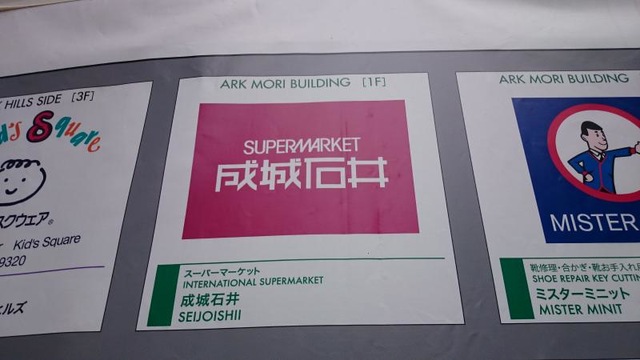 HILLS SIDE [3F]
Kid's Square
スクウェア®
Kid's Square
9320
ヒルズ
ARK MORI BUILDING [1F]
SUPERMARKET
成城石井
スーパーマーケット
INTERNATIONAL SUPERMARKET
成城石井
SEIJOISHII
ARK MORI BUILDING
MISTER
靴修理・合かぎ・靴お手入れ用
SHOE REPAIR KEY CUTTIN
ミスターミニット
MISTER MINIT